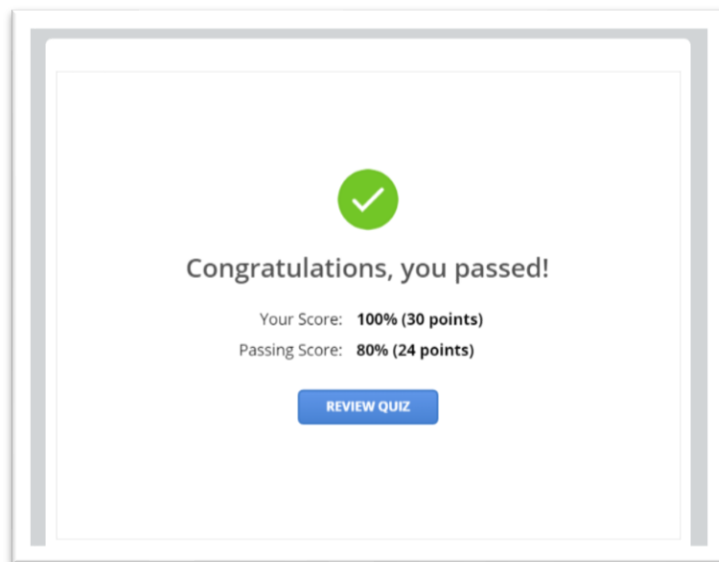 Congratulations, you passed!
Your Score: 100% (30 points)
Passing Score: 80% (24 points)
REVIEW QUIZ